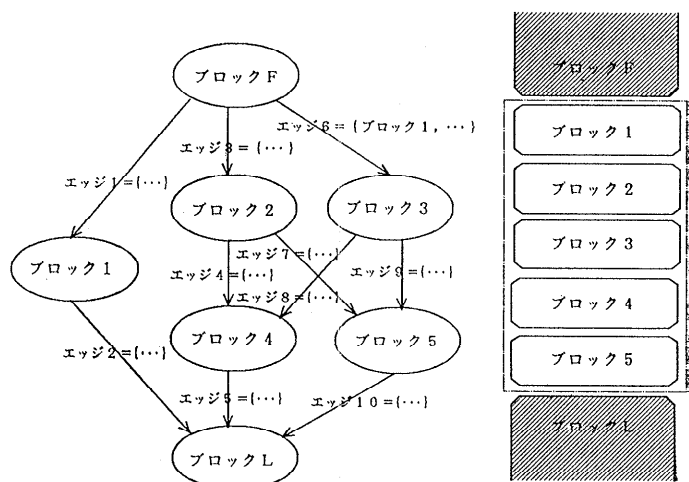 ブロックF
エッジ6={ブロック1,…}
エッジ3={…}
エッジ1={…}
ブロック2
ブロック3
ブロック1
エッジ7={…}
エッジ4={…}
エッジ9={…}
エッジ8={…}
ブロック4
ブロック5
エッジ2={…}
エッジ5={…}
エッジ10={…}
ブロックL
ブロックF
ブロック1
ブロック2
ブロック3
ブロック4
ブロック5
ブロックL